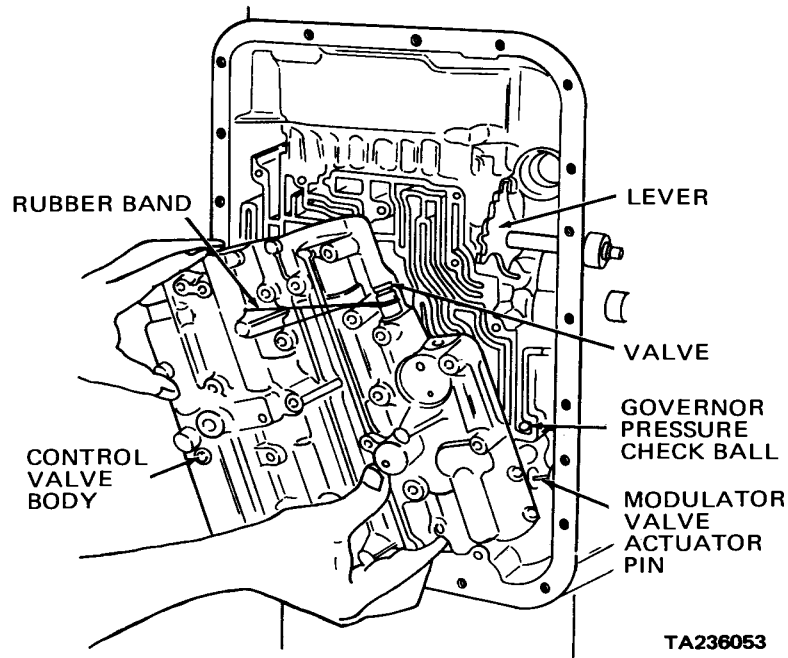 RUBBER BAND
LEVER
VALVE
GOVERNOR
PRESSURE
CHECK BALL
CONTROL
VALVE
BODY
MODULATOR
VALVE
ACTUATOR
PIN
TA236053